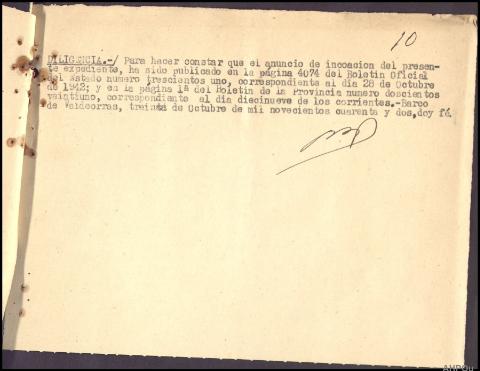 10
DILIGENCIA.-/ Para hacer constar que el anuncio de incoacion del presen-
te expediente, ha sido publicado en la página 4074 del Boletin Oficial
del Estado numero trescientos uno, correspondiente al dia 28 de Octubre
de 1942; y en la página 1ª del Boletin de la Provincia numero doscientos
veintiuno, correspondiente al dia diecinueve de los corrientes.-Barco
de Valdeorras, treinta de Octubre de mil novecientos cuarenta y dos, doy fé.